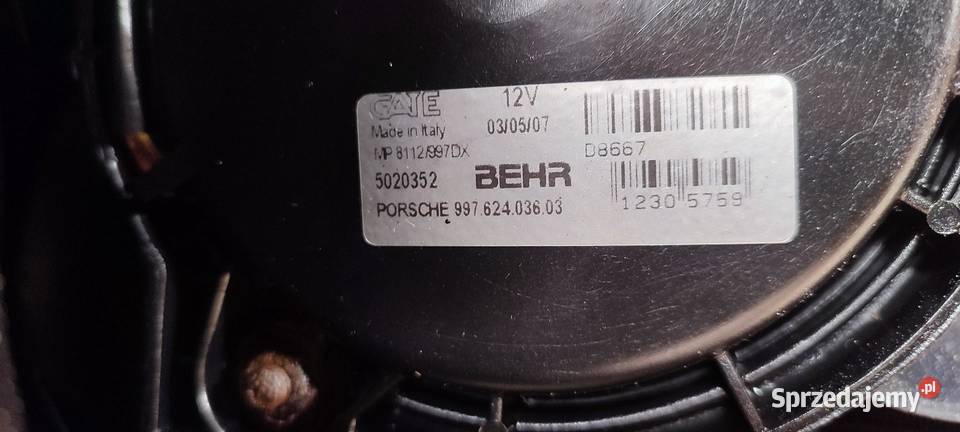 GATE
12V
Made in Italy
03/05/07
MP 8112/997DX
D8667
5020352
BEHR
1230 5759
PORSCHE 997.624.036.03
Sprzedajemy.pl